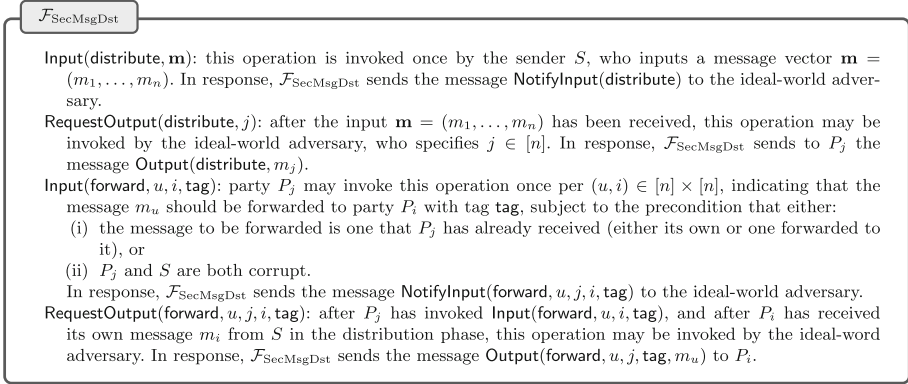 F_SecMsgDst
Input(distribute, m): this operation is invoked once by the sender S, who inputs a message vector m =
(m₁, . . . , mₙ). In response, F_SecMsgDst sends the message NotifyInput(distribute) to the ideal-world adver-
sary.
RequestOutput(distribute, j): after the input m = (m₁, . . . , mₙ) has been received, this operation may be
invoked by the ideal-world adversary, who specifies j ∈ [n]. In response, F_SecMsgDst sends to Pⱼ the
message Output(distribute, mⱼ).
Input(forward, u, i, tag): party Pⱼ may invoke this operation once per (u, i) ∈ [n] × [n], indicating that the
message mᵤ should be forwarded to party Pᵢ with tag tag, subject to the precondition that either:
(i) the message to be forwarded is one that Pⱼ has already received (either its own or one forwarded to
it), or
(ii) Pⱼ and S are both corrupt.
In response, F_SecMsgDst sends the message NotifyInput(forward, u, j, i, tag) to the ideal-world adversary.
RequestOutput(forward, u, j, i, tag): after Pⱼ has invoked Input(forward, u, i, tag), and after Pᵢ has received
its own message mᵢ from S in the distribution phase, this operation may be invoked by the ideal-word
adversary. In response, F_SecMsgDst sends the message Output(forward, u, j, tag, mᵤ) to Pᵢ.